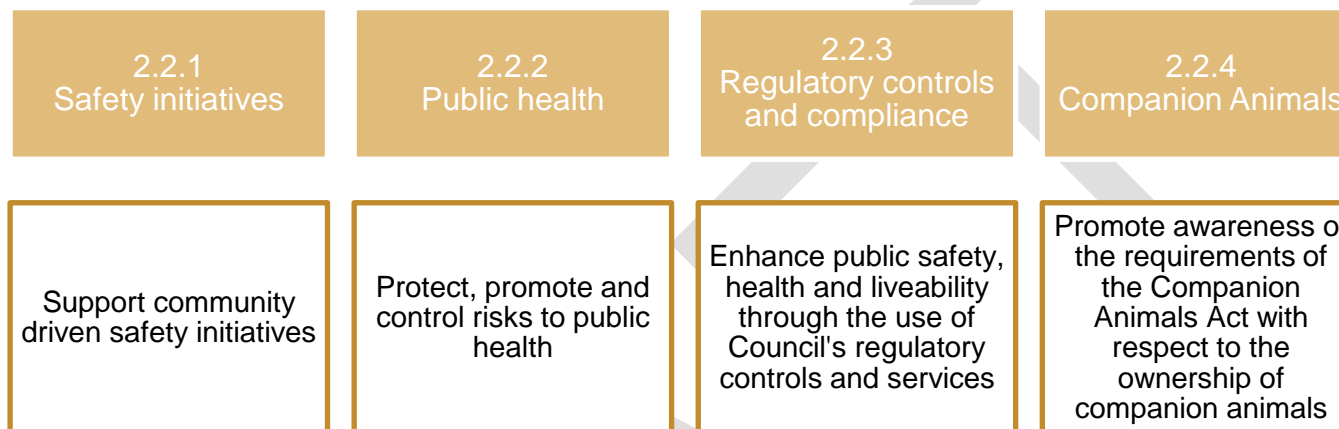 2.2.1
Safety initiatives
2.2.2
Public health
2.2.3
Regulatory controls
and compliance
2.2.4
Companion Animals
Support community
driven safety initiatives
Protect, promote and
control risks to public
health
Enhance public safety,
health and liveability
through the use of
Council's regulatory
controls and services
Promote awareness o
the requirements of
the Companion
Animals Act with
respect to the
ownership of
companion animals